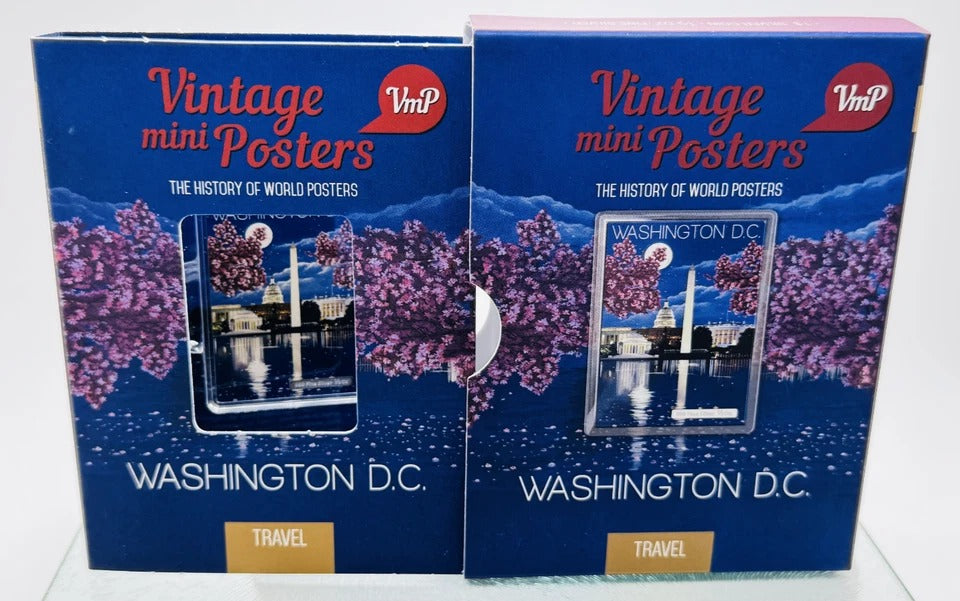 Vintage
mini Posters
VmP
THE HISTORY OF WORLD POSTERS
WASHINGTON
WASHINGTON D.C.
TRAVEL
Vintage
mini Posters
VmP
THE HISTORY OF WORLD POSTERS
WASHINGTON D.C.
WASHINGTON D.C.
TRAVEL